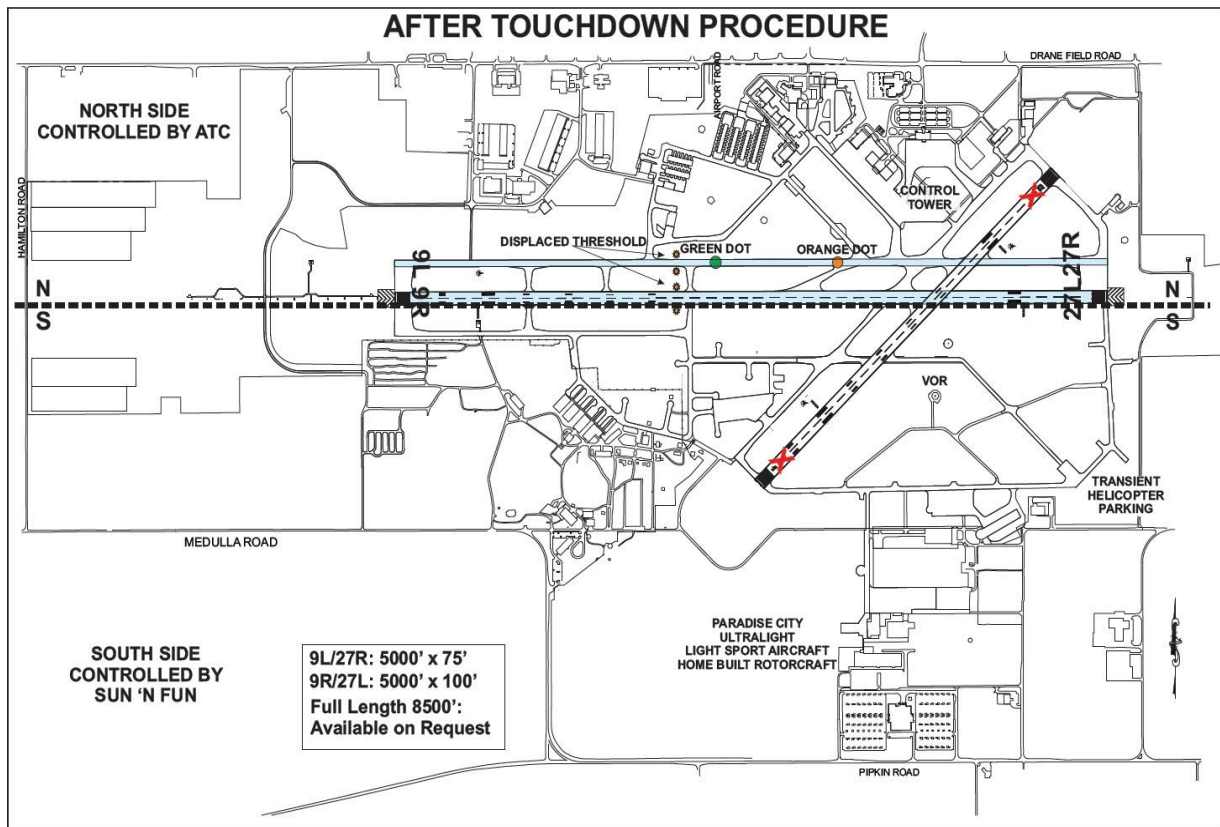 AFTER TOUCHDOWN PROCEDURE
DRANE FIELD ROAD
AIRPORT ROAD
NORTH SIDE
CONTROLLED BY ATC
HAMILTON ROAD
CONTROL
TOWER
DISPLACED THRESHOLD
GREEN DOT
ORANGE DOT
9L
9R
27R
27L
N
S
N
S
VOR
TRANSIENT
HELICOPTER
PARKING
MEDULLA ROAD
PARADISE CITY
ULTRALIGHT
LIGHT SPORT AIRCRAFT
HOME BUILT ROTORCRAFT
SOUTH SIDE
CONTROLLED BY
SUN ‘N FUN
9L/27R: 5000’ x 75’
9R/27L: 5000’ x 100’
Full Length 8500’:
Available on Request
PIPKIN ROAD